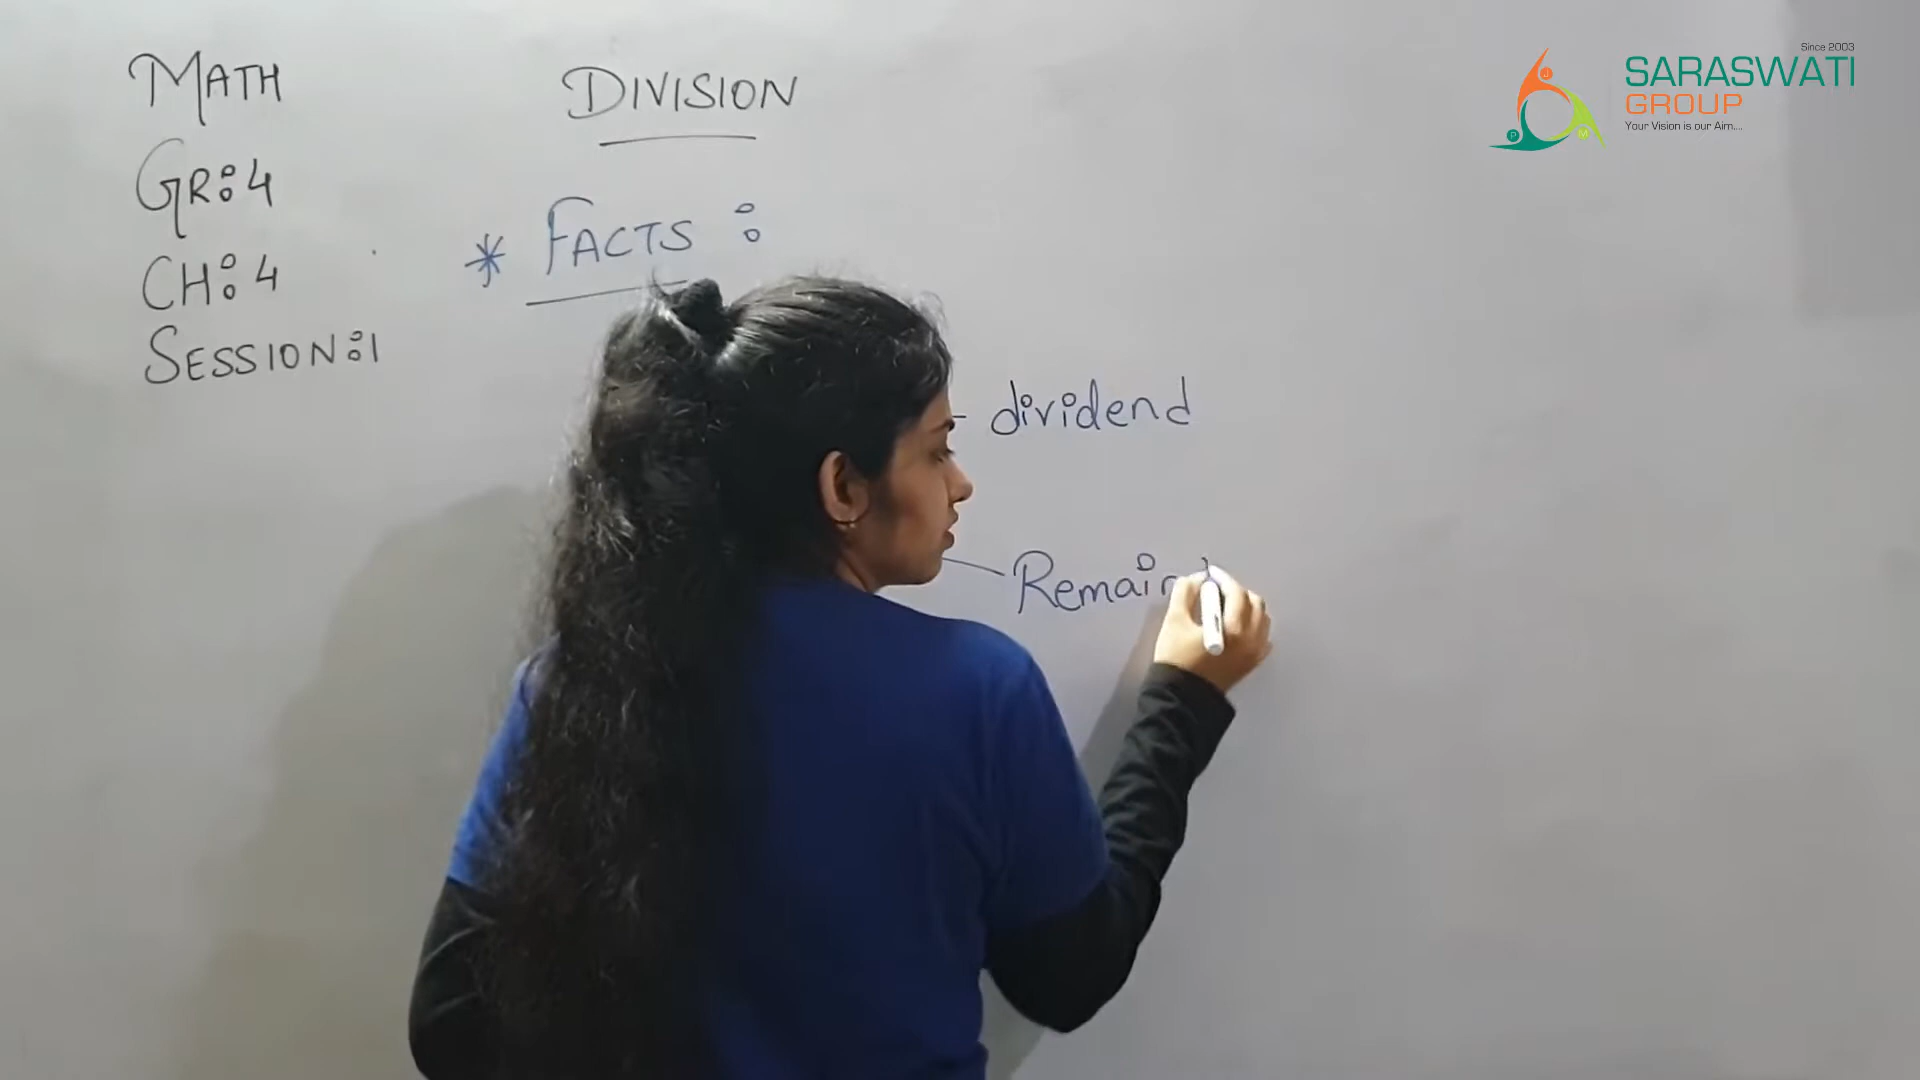 MATH
GR:4
CH:4
SESSION:1
DIVISION
* FACTS :
dividend
Remain
Since 2003
SARASWATI
GROUP
Your Vision is our Aim....
J
P
M